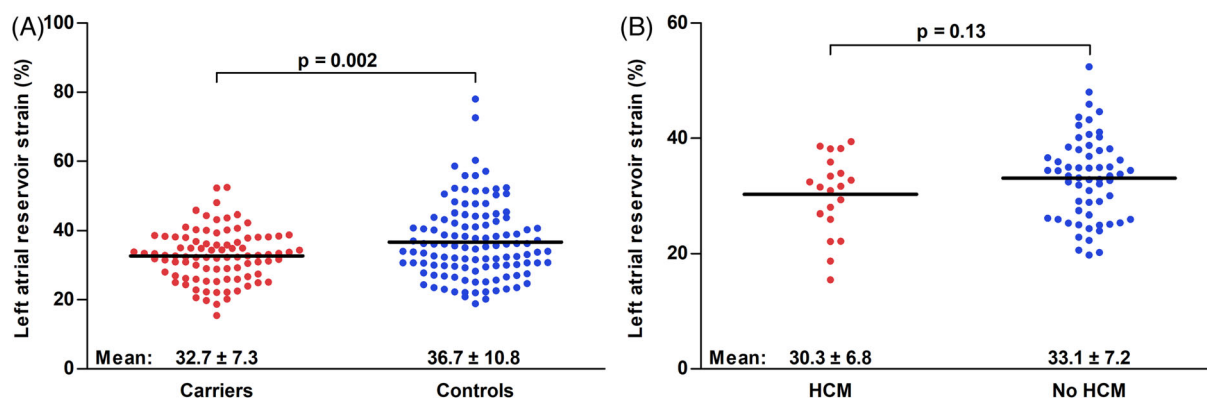 (A)
Left atrial reservoir strain (%)
100
80
60
40
20
0
p = 0.002
Mean: 32.7 ± 7.3 36.7 ± 10.8
Carriers Controls
(B)
Left atrial reservoir strain (%)
60
40
20
0
p = 0.13
Mean: 30.3 ± 6.8 33.1 ± 7.2
HCM No HCM